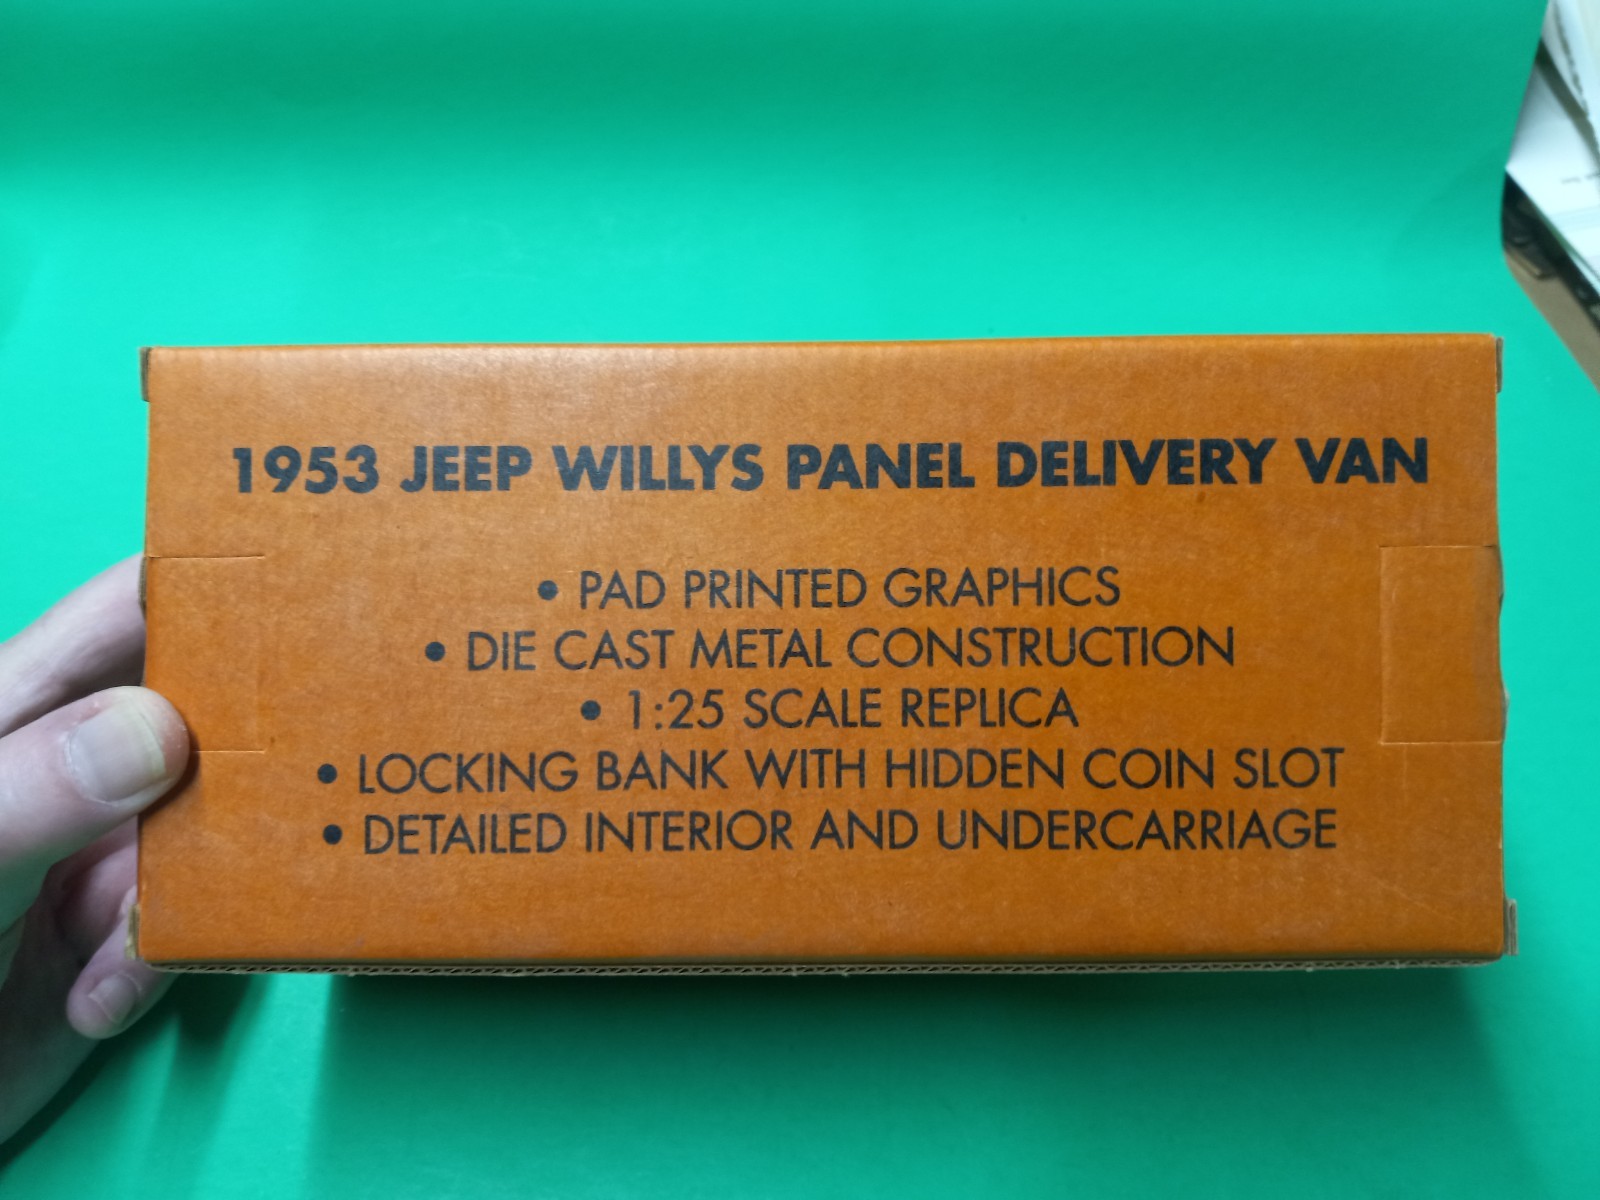 1953 JEEP WILLYS PANEL DELIVERY VAN
• PAD PRINTED GRAPHICS
• DIE CAST METAL CONSTRUCTION
• 1:25 SCALE REPLICA
• LOCKING BANK WITH HIDDEN COIN SLOT
• DETAILED INTERIOR AND UNDERCARRIAGE